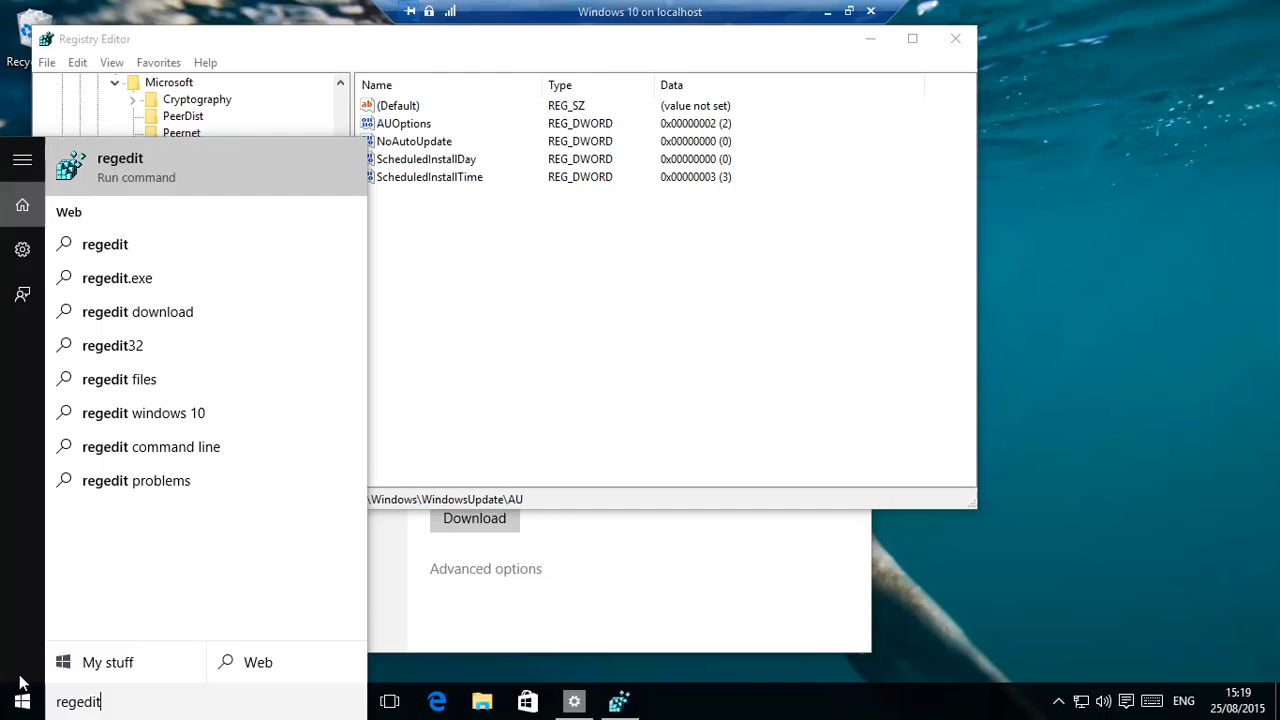 Windows 10 on localhost
Registry Editor
File Edit View Favorites Help
Microsoft
Cryptography
PeerDist
Peernet
Name Type Data
(Default) REG_SZ (value not set)
AUOptions REG_DWORD 0x00000002 (2)
NoAutoUpdate REG_DWORD 0x00000000 (0)
ScheduledInstallDay REG_DWORD 0x00000000 (0)
ScheduledInstallTime REG_DWORD 0x00000003 (3)
regedit
Run command
Web
regedit
regedit.exe
regedit download
regedit32
regedit files
regedit windows 10
regedit command line
regedit problems
\Windows\WindowsUpdate\AU
Download
Advanced options
My stuff Web
regedit
ENG
15:19
25/08/2015